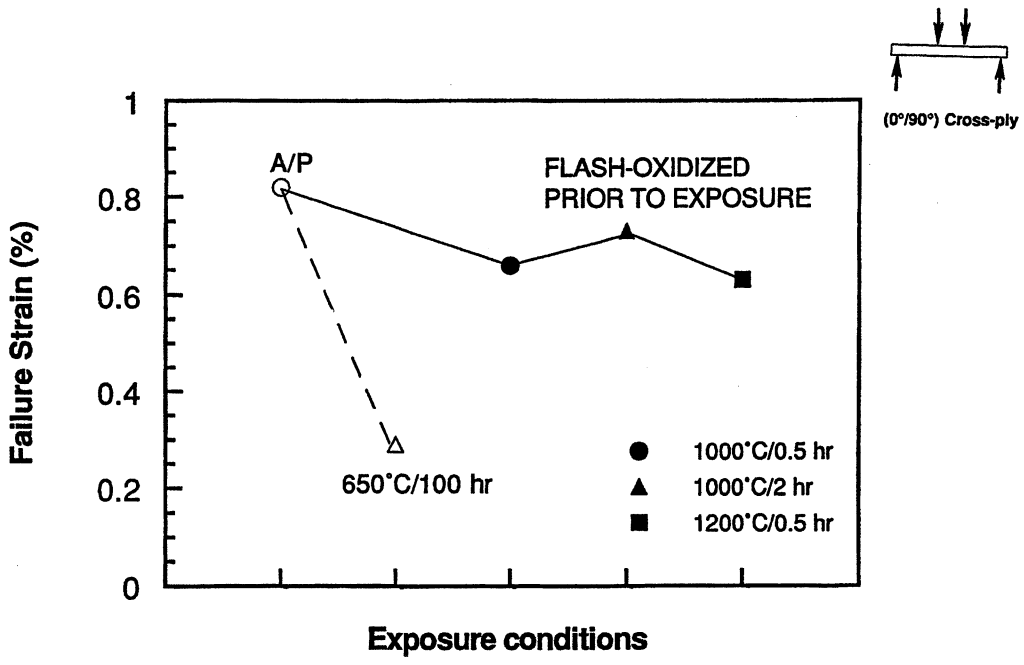 (0°/90°) Cross-ply
1
0.8
0.6
0.4
0.2
0
Failure Strain (%)
A/P
FLASH-OXIDIZED
PRIOR TO EXPOSURE
650°C/100 hr
1000°C/0.5 hr
1000°C/2 hr
1200°C/0.5 hr
Exposure conditions